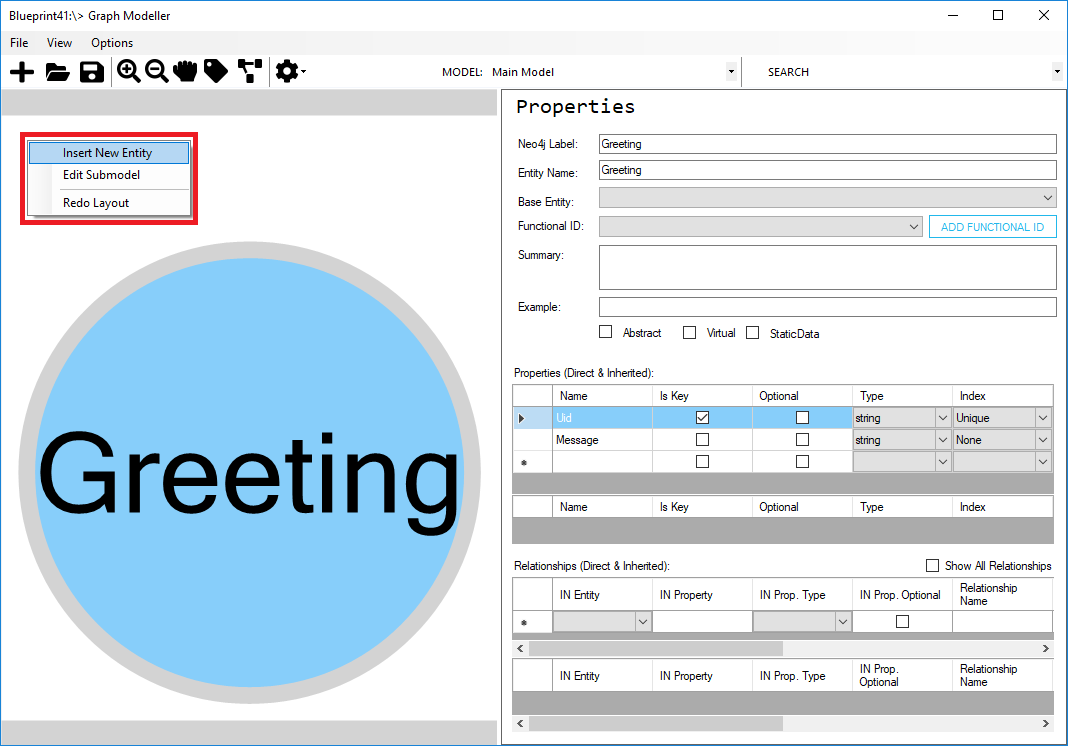 Blueprint41:\> Graph Modeller
File View Options
MODEL: Main Model SEARCH
Insert New Entity
Edit Submodel
Redo Layout
Greeting
Properties
Neo4j Label: Greeting
Entity Name: Greeting
Base Entity:
Functional ID: ADD FUNCTIONAL ID
Summary:
Example:
Abstract Virtual StaticData
Properties (Direct & Inherited):
Name Is Key Optional Type Index
Uid string Unique
Message string None
Name Is Key Optional Type Index
Relationships (Direct & Inherited): Show All Relationships
IN Entity IN Property IN Prop. Type IN Prop. Optional Relationship
Name
IN Entity IN Property IN Prop. Type IN Prop. Relationship
Optional Name